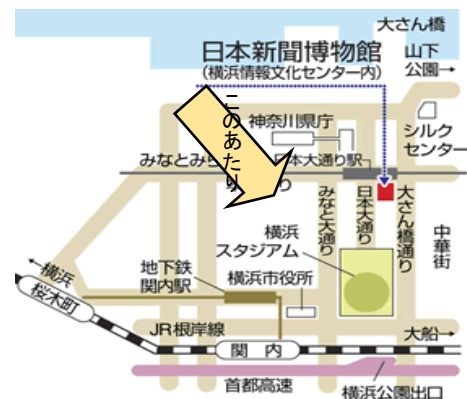 大さん橋
日本新聞博物館
(横浜情報文化センター内)
山下
公園→
このあたり
神奈川県庁
シルク
センター
みなとみら
り
日本大通り駅
みなと大通り
日本大通り
大さん橋通り
中華街
横浜
スタジアム
←横浜
桜木町
地下鉄
関内駅
横浜市役所
JR根岸線
関内
大船→
首都高速
横浜公園出口